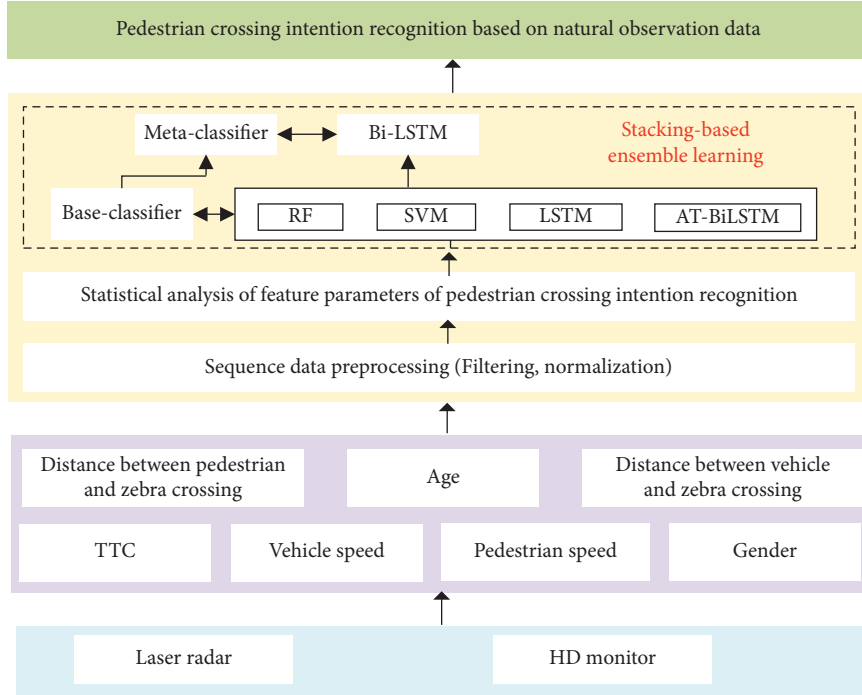 Pedestrian crossing intention recognition based on natural observation data
Meta-classifier
Bi-LSTM
Stacking-based
ensemble learning
Base-classifier
RF
SVM
LSTM
AT-BiLSTM
Statistical analysis of feature parameters of pedestrian crossing intention recognition
Sequence data preprocessing (Filtering, normalization)
Distance between pedestrian
and zebra crossing
Age
Distance between vehicle
and zebra crossing
TTC
Vehicle speed
Pedestrian speed
Gender
Laser radar
HD monitor